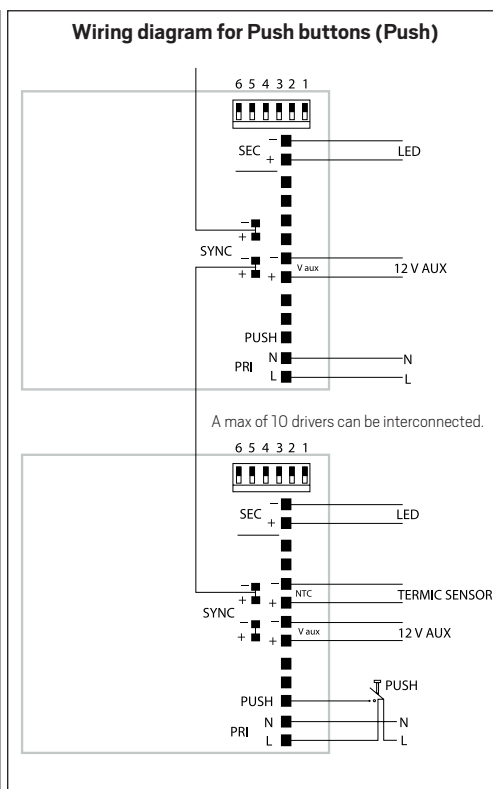 Wiring diagram for Push buttons (Push)
6 5 4 3 2 1
−
SEC
+
LED
−
+
SYNC
−
+
−
V aux
+
12 V AUX
PUSH
N
N
PRI
L
L
A max of 10 drivers can be interconnected.
6 5 4 3 2 1
−
SEC
+
LED
−
+
−
NTC
+
TERMIC SENSOR
SYNC
−
+
−
V aux
+
12 V AUX
PUSH
PUSH
N
N
PRI
L
L